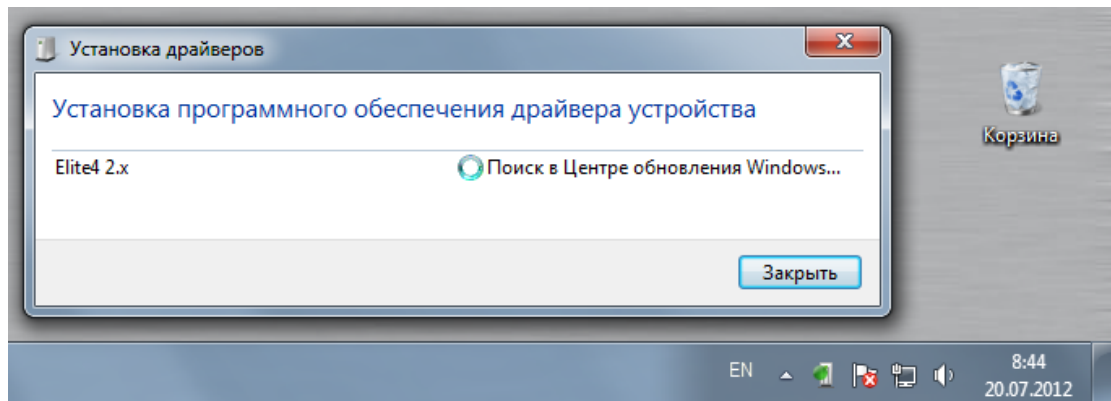 Установка драйверов
Установка программного обеспечения драйвера устройства
Elite4 2.x
Поиск в Центре обновления Windows...
Закрыть
Корзина
EN
8:44
20.07.2012